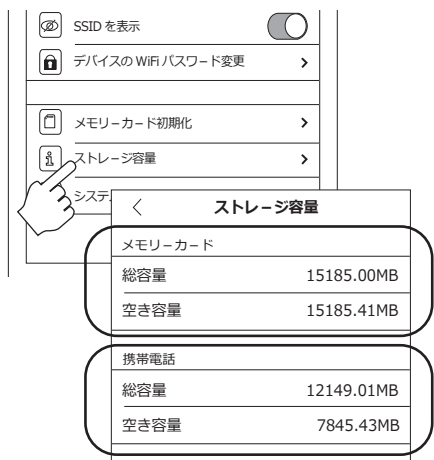 SSID を表示
デバイスの WiFi パスワード変更
メモリーカード初期化
ストレージ容量
システ
ストレージ容量
メモリーカード
総容量 15185.00MB
空き容量 15185.41MB
携帯電話
総容量 12149.01MB
空き容量 7845.43MB